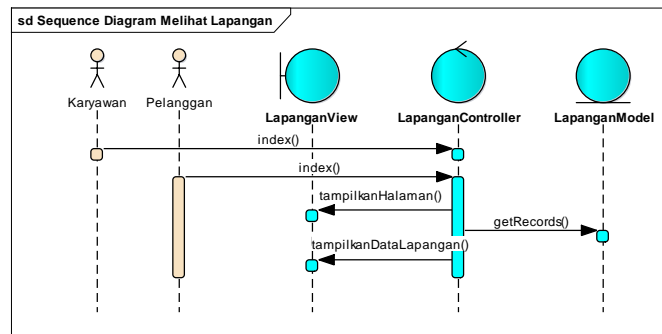 sd Sequence Diagram Melihat Lapangan
Karyawan
Pelanggan
LapanganView
LapanganController
LapanganModel
index()
index()
tampilkanHalaman()
getRecords()
tampilkanDataLapangan()